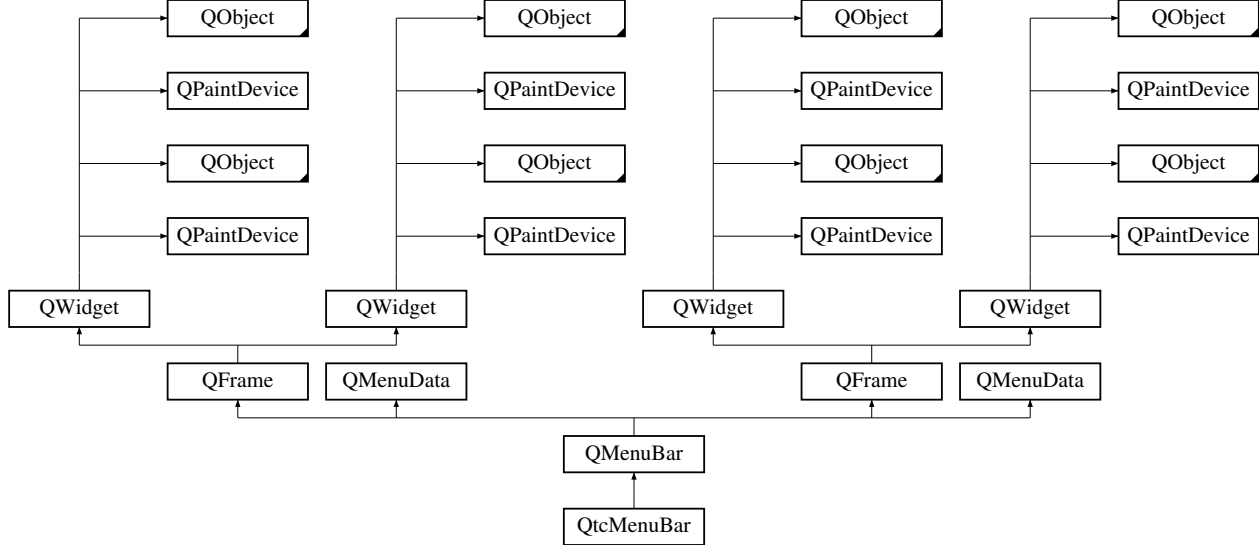 QObject QObject QObject QObject
QPaintDevice QPaintDevice QPaintDevice QPaintDevice
QObject QObject QObject QObject
QPaintDevice QPaintDevice QPaintDevice QPaintDevice
QWidget QWidget QWidget QWidget
QFrame QMenuData QFrame QMenuData
QMenuBar
QtcMenuBar